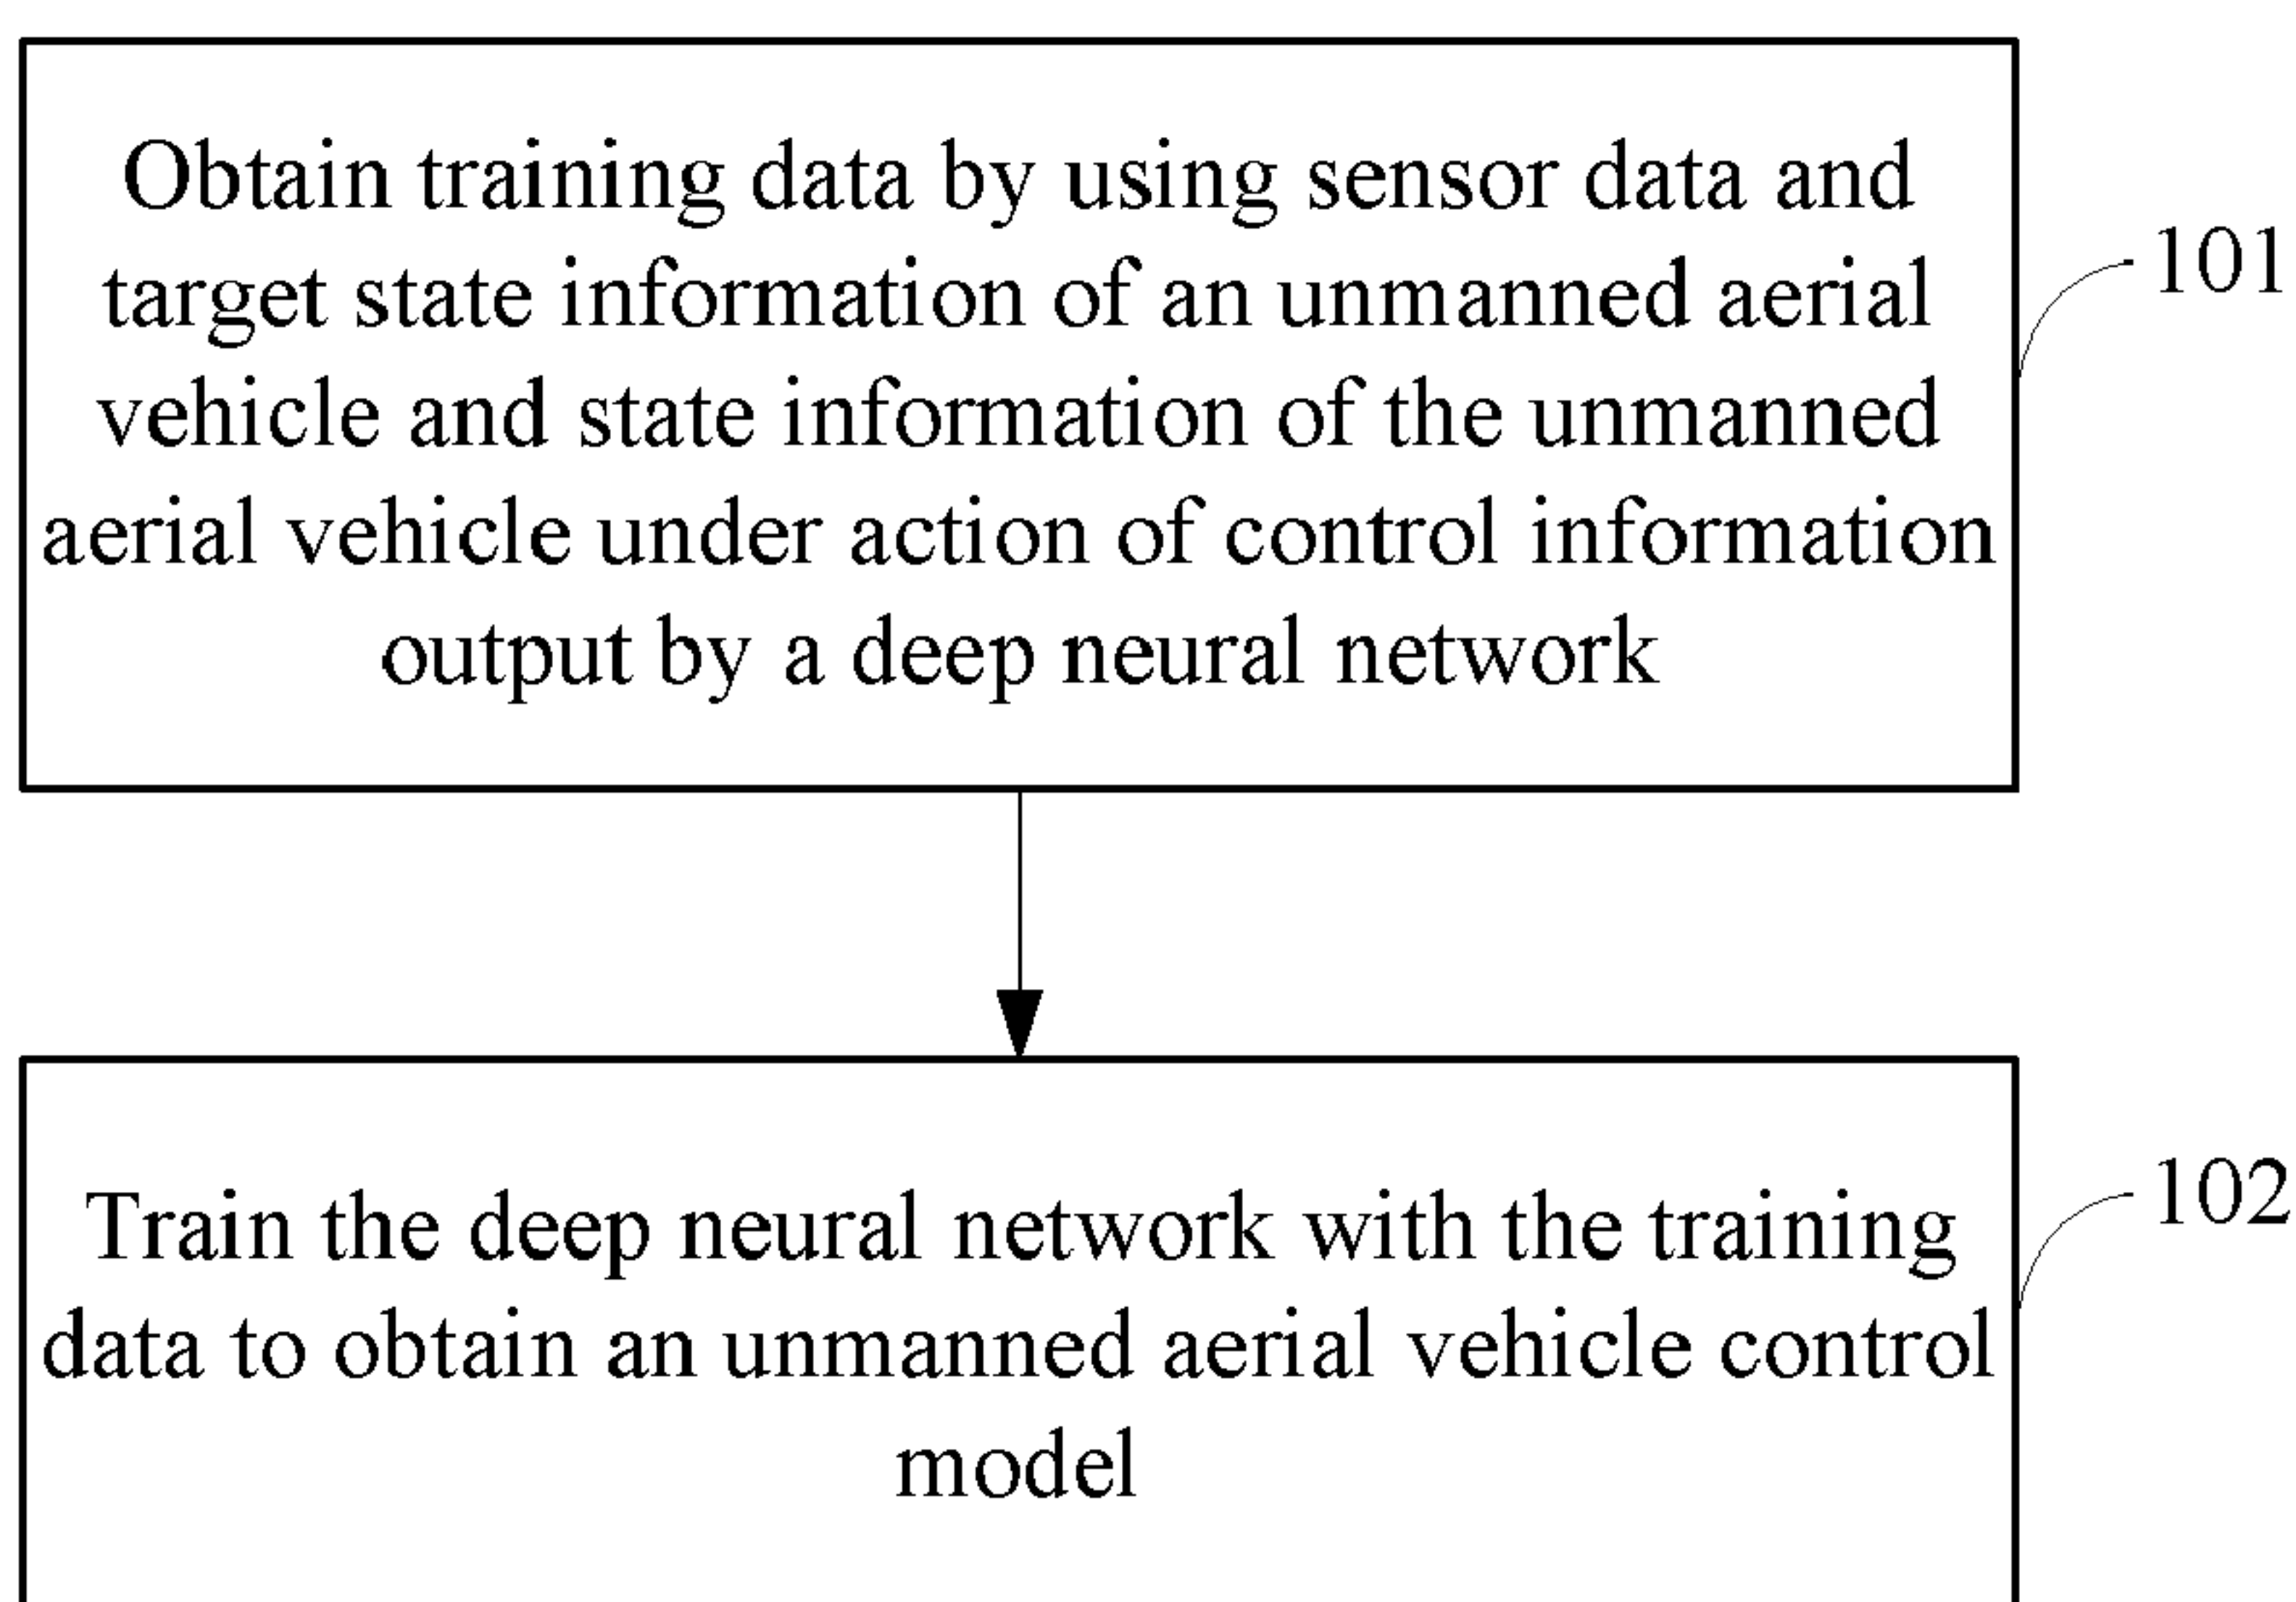 Obtain training data by using sensor data and
target state information of an unmanned aerial
vehicle and state information of the unmanned
aerial vehicle under action of control information
output by a deep neural network
101
Train the deep neural network with the training
data to obtain an unmanned aerial vehicle control
model
102